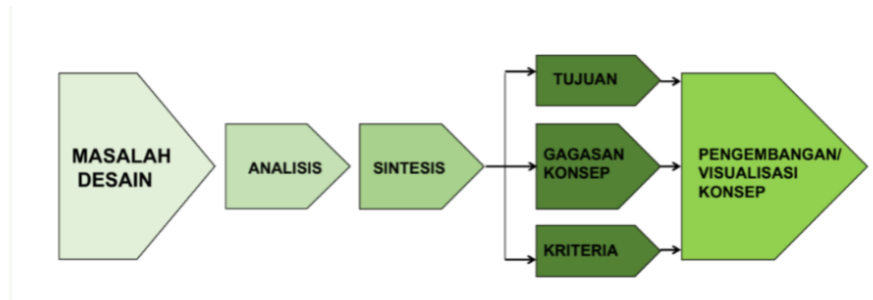 MASALAH
DESAIN
ANALISIS
SINTESIS
TUJUAN
GAGASAN
KONSEP
KRITERIA
PENGEMBANGAN/
VISUALISASI
KONSEP